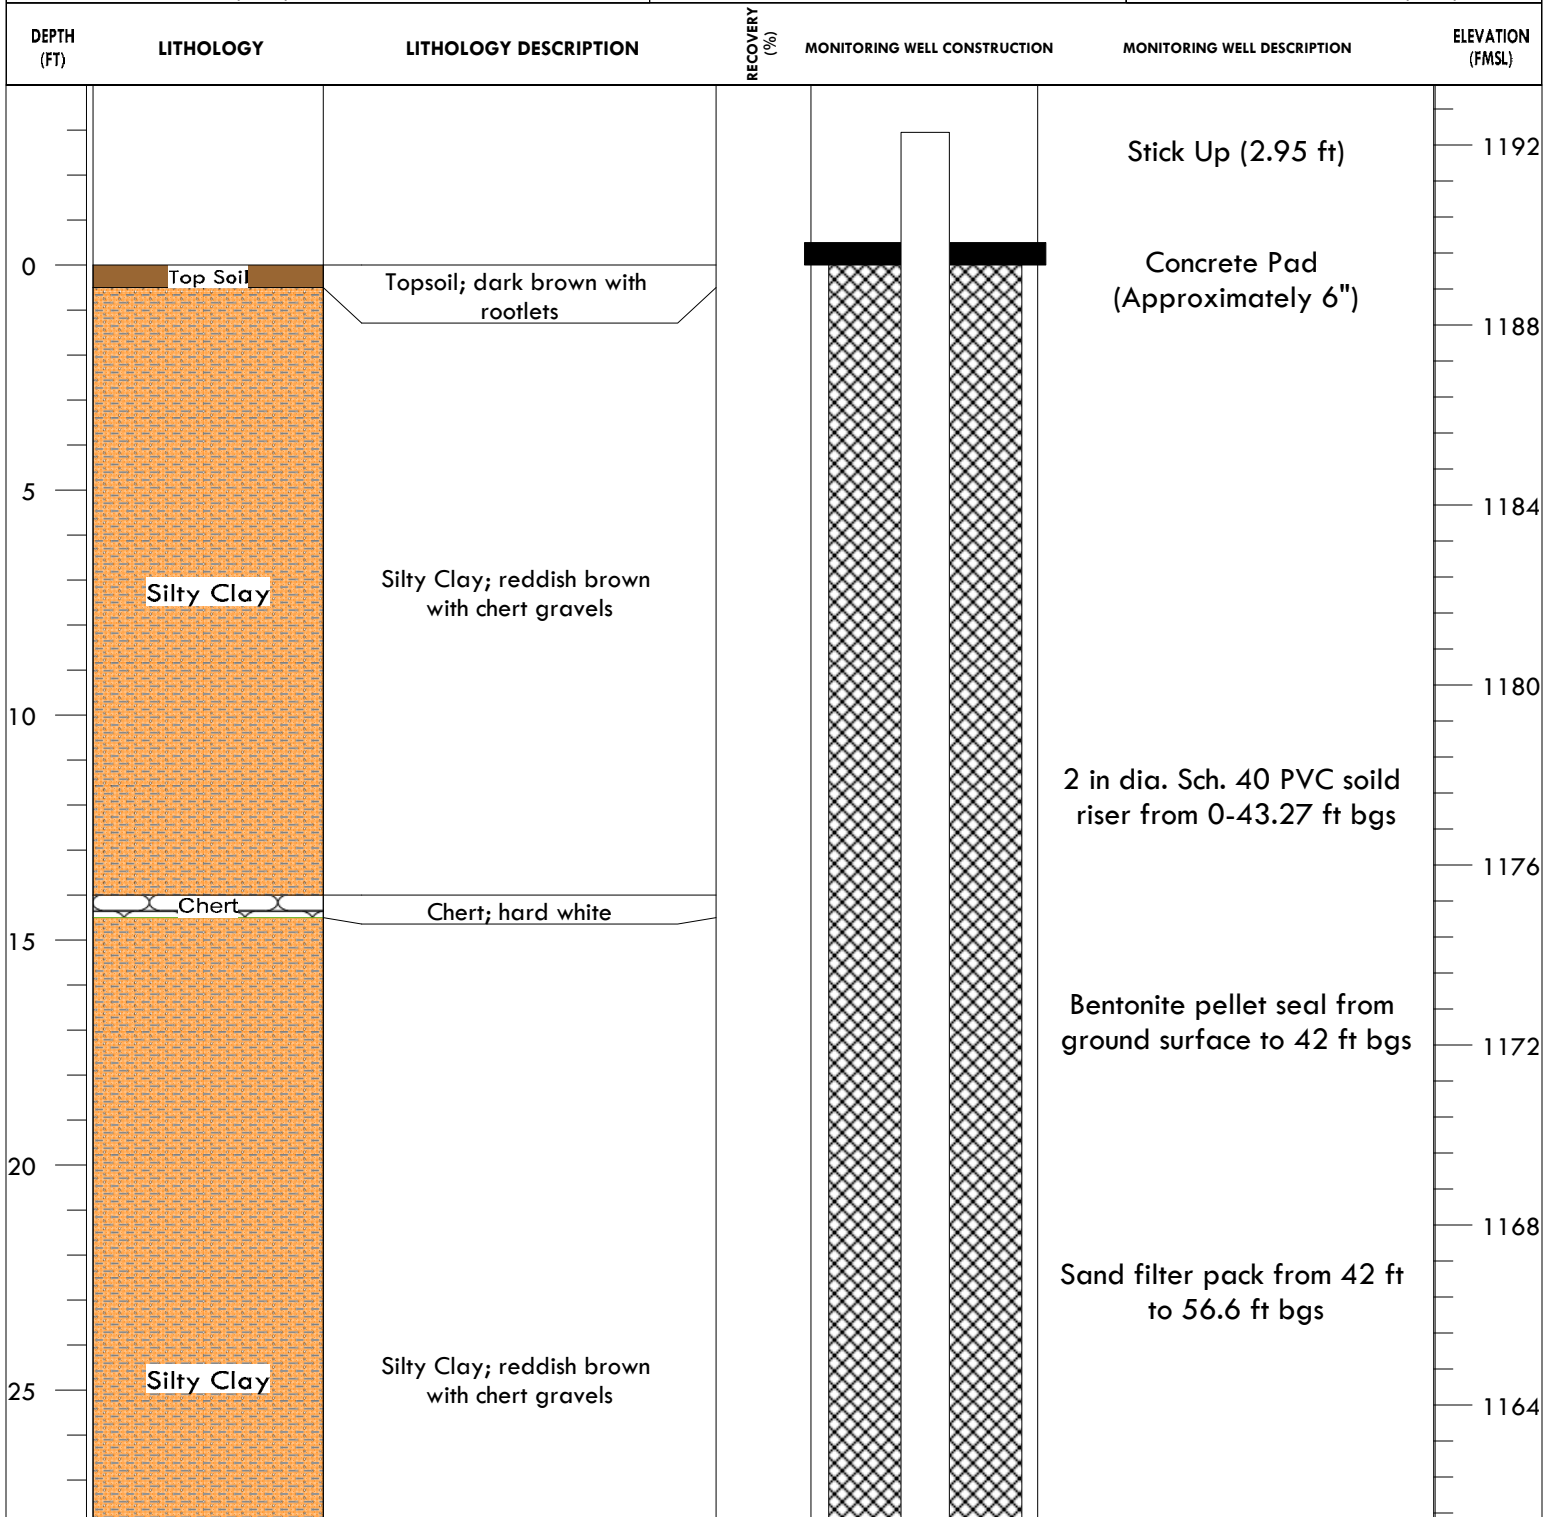 DEPTH
(FT)
LITHOLOGY
LITHOLOGY DESCRIPTION
RECOVERY
(%)
MONITORING WELL CONSTRUCTION
MONITORING WELL DESCRIPTION
ELEVATION
(FMSL)
Stick Up (2.95 ft)
1192
0
Top Soil
Topsoil; dark brown with
rootlets
Concrete Pad
(Approximately 6")
1188
5
1184
Silty Clay
Silty Clay; reddish brown
with chert gravels
1180
10
2 in dia. Sch. 40 PVC soild
riser from 0-43.27 ft bgs
1176
Chert
Chert; hard white
15
Bentonite pellet seal from
ground surface to 42 ft bgs
1172
20
1168
Sand filter pack from 42 ft
to 56.6 ft bgs
Silty Clay
Silty Clay; reddish brown
with chert gravels
25
1164